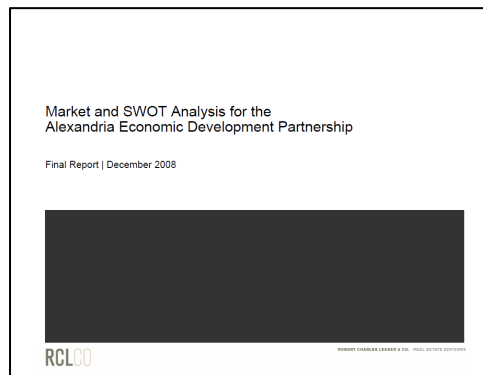 Market and SWOT Analysis for the
Alexandria Economic Development Partnership
Final Report | December 2008
RCLCO
ROBERT CHARLES LESSER & CO. REAL ESTATE ADVISORS